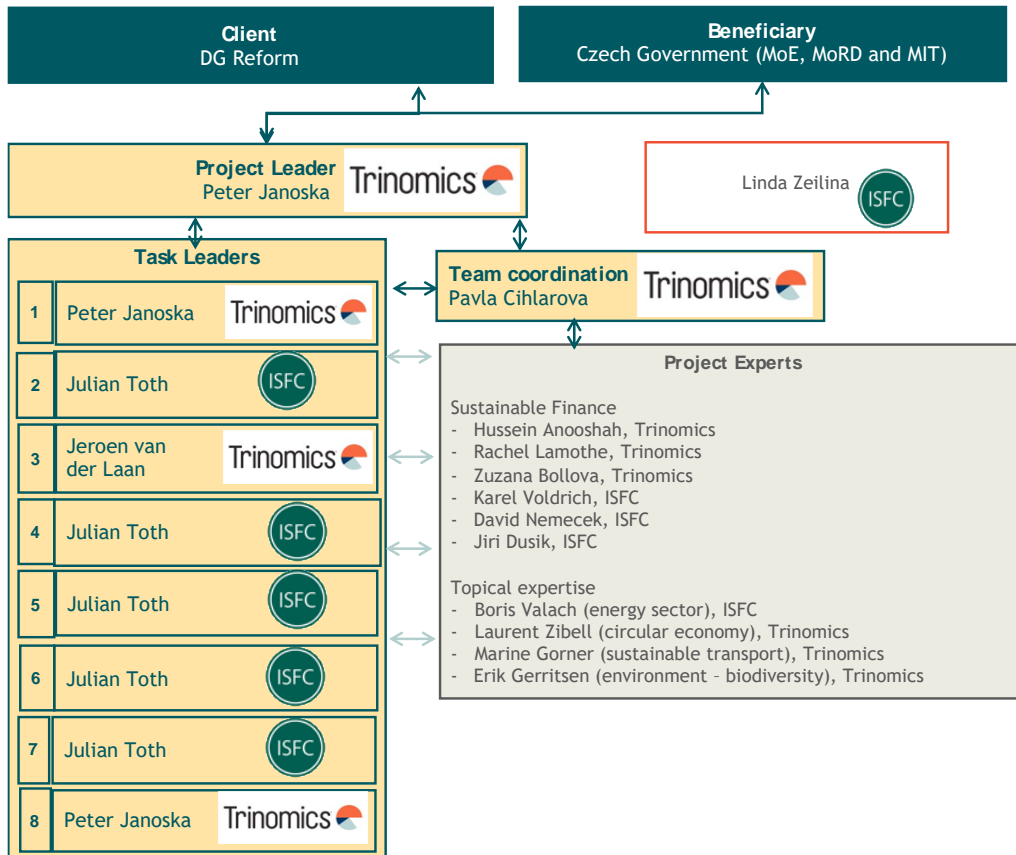 Client
DG Reform
Beneficiary
Czech Government (MoE, MoRD and MIT)
Project Leader
Peter Janoska
Trinomics
Linda Zeilina
ISFC
Task Leaders
1
Peter Janoska
Trinomics
2
Julian Toth
ISFC
3
Jeroen van
der Laan
Trinomics
4
Julian Toth
ISFC
5
Julian Toth
ISFC
6
Julian Toth
ISFC
7
Julian Toth
ISFC
8
Peter Janoska
Trinomics
Team coordination
Pavla Cihlarova
Trinomics
Project Experts
Sustainable Finance
- Hussein Anooshah, Trinomics
- Rachel Lamothe, Trinomics
- Zuzana Bollova, Trinomics
- Karel Voldrich, ISFC
- David Nemecek, ISFC
- Jiri Dusik, ISFC
Topical expertise
- Boris Valach (energy sector), ISFC
- Laurent Zibell (circular economy), Trinomics
- Marine Gorner (sustainable transport), Trinomics
- Erik Gerritsen (environment – biodiversity), Trinomics